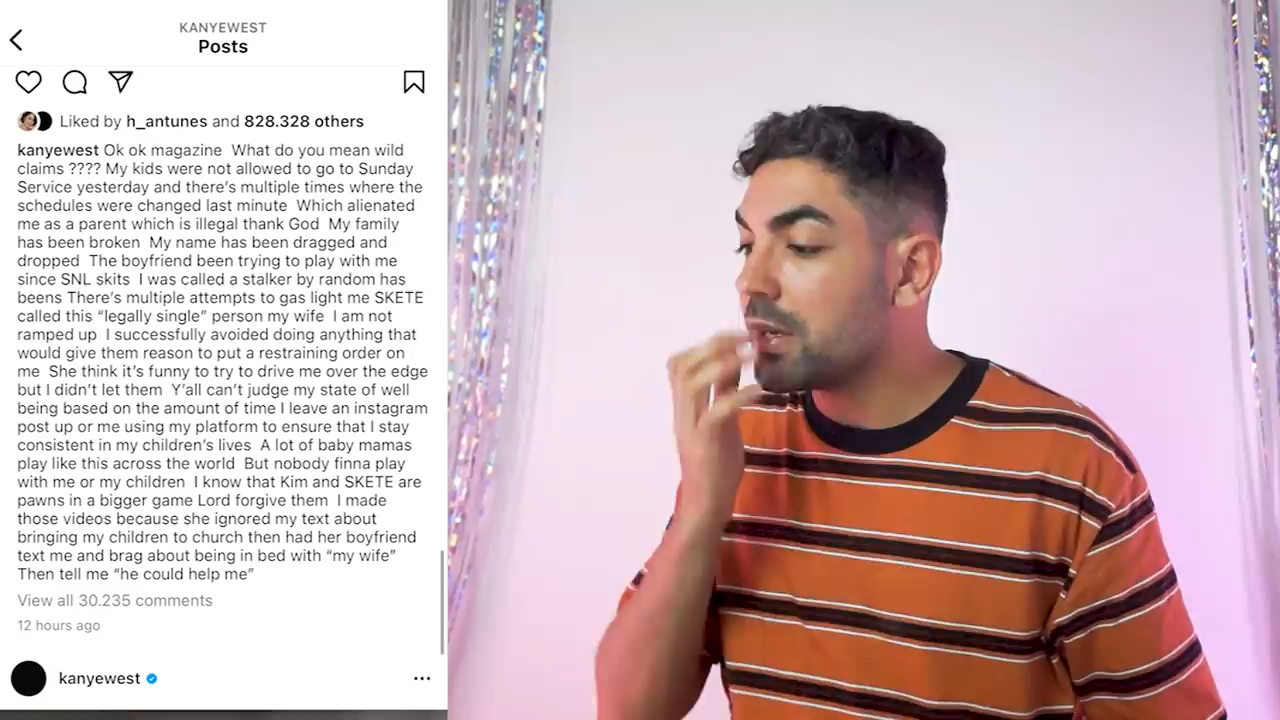 KANYEWEST
Posts
Liked by h_antunes and 828.328 others
kanyewest Ok ok magazine  What do you mean wild
claims ???? My kids were not allowed to go to Sunday
Service yesterday and there's multiple times where the
schedules were changed last minute  Which alienated
me as a parent which is illegal thank God  My family
has been broken  My name has been dragged and
dropped  The boyfriend been trying to play with me
since SNL skits  I was called a stalker by random has
beens There's multiple attempts to gas light me SKETE
called this “legally single” person my wife  I am not
ramped up  I successfully avoided doing anything that
would give them reason to put a restraining order on
me  She think it's funny to try to drive me over the edge
but I didn't let them  Y'all can't judge my state of well
being based on the amount of time I leave an instagram
post up or me using my platform to ensure that I stay
consistent in my children's lives  A lot of baby mamas
play like this across the world  But nobody finna play
with me or my children  I know that Kim and SKETE are
pawns in a bigger game Lord forgive them  I made
those videos because she ignored my text about
bringing my children to church then had her boyfriend
text me and brag about being in bed with “my wife”
Then tell me “he could help me”
View all 30.235 comments
12 hours ago
kanyewest